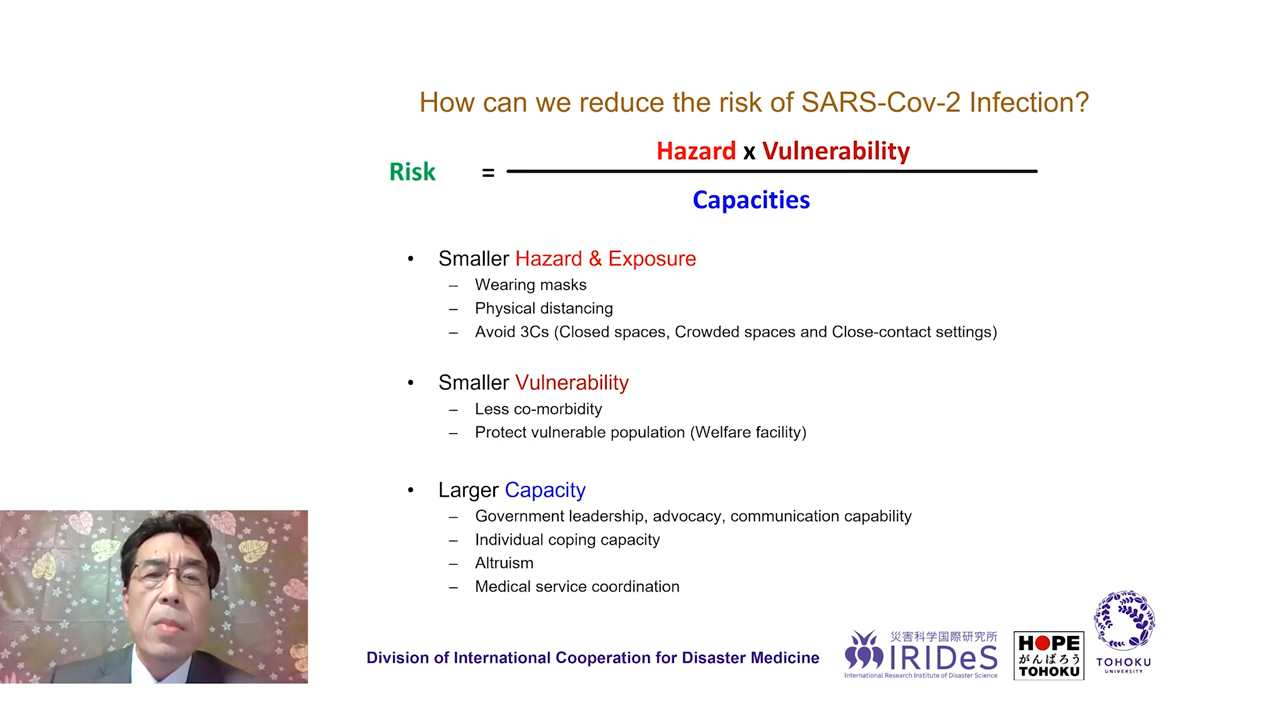 How can we reduce the risk of SARS-Cov-2 Infection?
Risk = Hazard x Vulnerability
Capacities
• Smaller Hazard & Exposure
– Wearing masks
– Physical distancing
– Avoid 3Cs (Closed spaces, Crowded spaces and Close-contact settings)
• Smaller Vulnerability
– Less co-morbidity
– Protect vulnerable population (Welfare facility)
• Larger Capacity
– Government leadership, advocacy, communication capability
– Individual coping capacity
– Altruism
– Medical service coordination
Division of International Cooperation for Disaster Medicine
災害科学国際研究所
IRIDeS
International Research Institute of Disaster Science
HOPE
がんばろう
TOHOKU
TOHOKU
UNIVERSITY